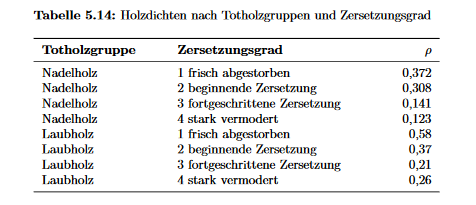 Tabelle 5.14: Holzdichten nach Totholzgruppen und Zersetzungsgrad
Totholzgruppe Zersetzungsgrad ρ
Nadelholz 1 frisch abgestorben 0,372
Nadelholz 2 beginnende Zersetzung 0,308
Nadelholz 3 fortgeschrittene Zersetzung 0,141
Nadelholz 4 stark vermodert 0,123
Laubholz 1 frisch abgestorben 0,58
Laubholz 2 beginnende Zersetzung 0,37
Laubholz 3 fortgeschrittene Zersetzung 0,21
Laubholz 4 stark vermodert 0,26